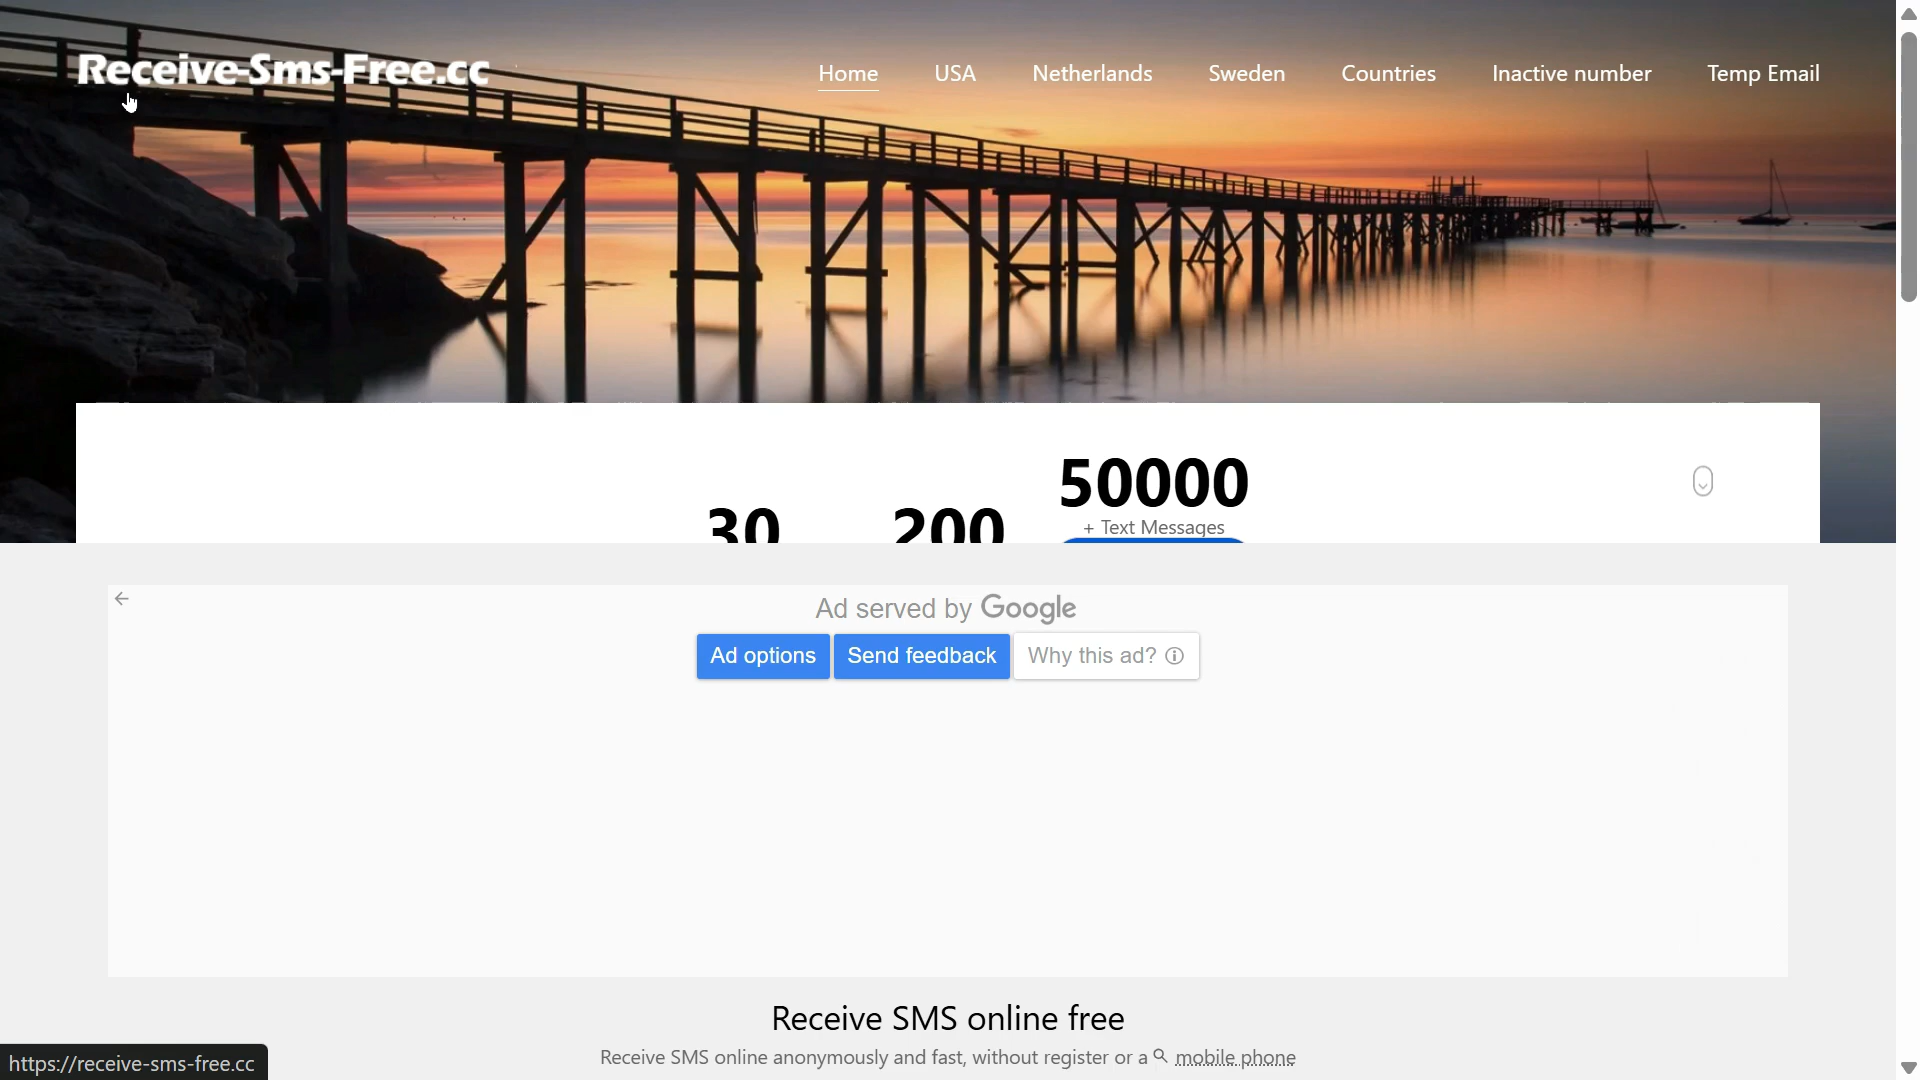 Receive-Sms-Free.cc
Home USA Netherlands Sweden Countries Inactive number Temp Email
50000
+ Text Messages
30 200
Ad served by Google
Ad options Send feedback Why this ad?
Receive SMS online free
Receive SMS online anonymously and fast, without register or a mobile phone
https://receive-sms-free.cc